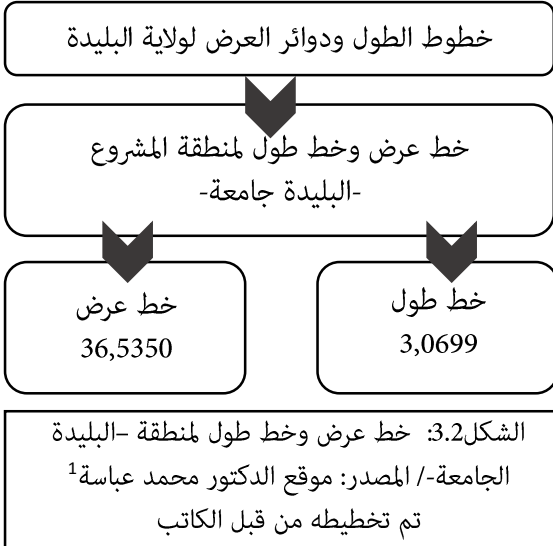 خطوط الطول ودوائر العرض لولاية البليدة
خط عرض وخط طول لمنطقة المشروع
-البليدة جامعة-
خط طول
3,0699
خط عرض
36,5350
الشكل3.2: خط عرض وخط طول لمنطقة –البليدة
الجامعة-/ المصدر: موقع الدكتور محمد عباسة¹
تم تخطيطه من قبل الكاتب